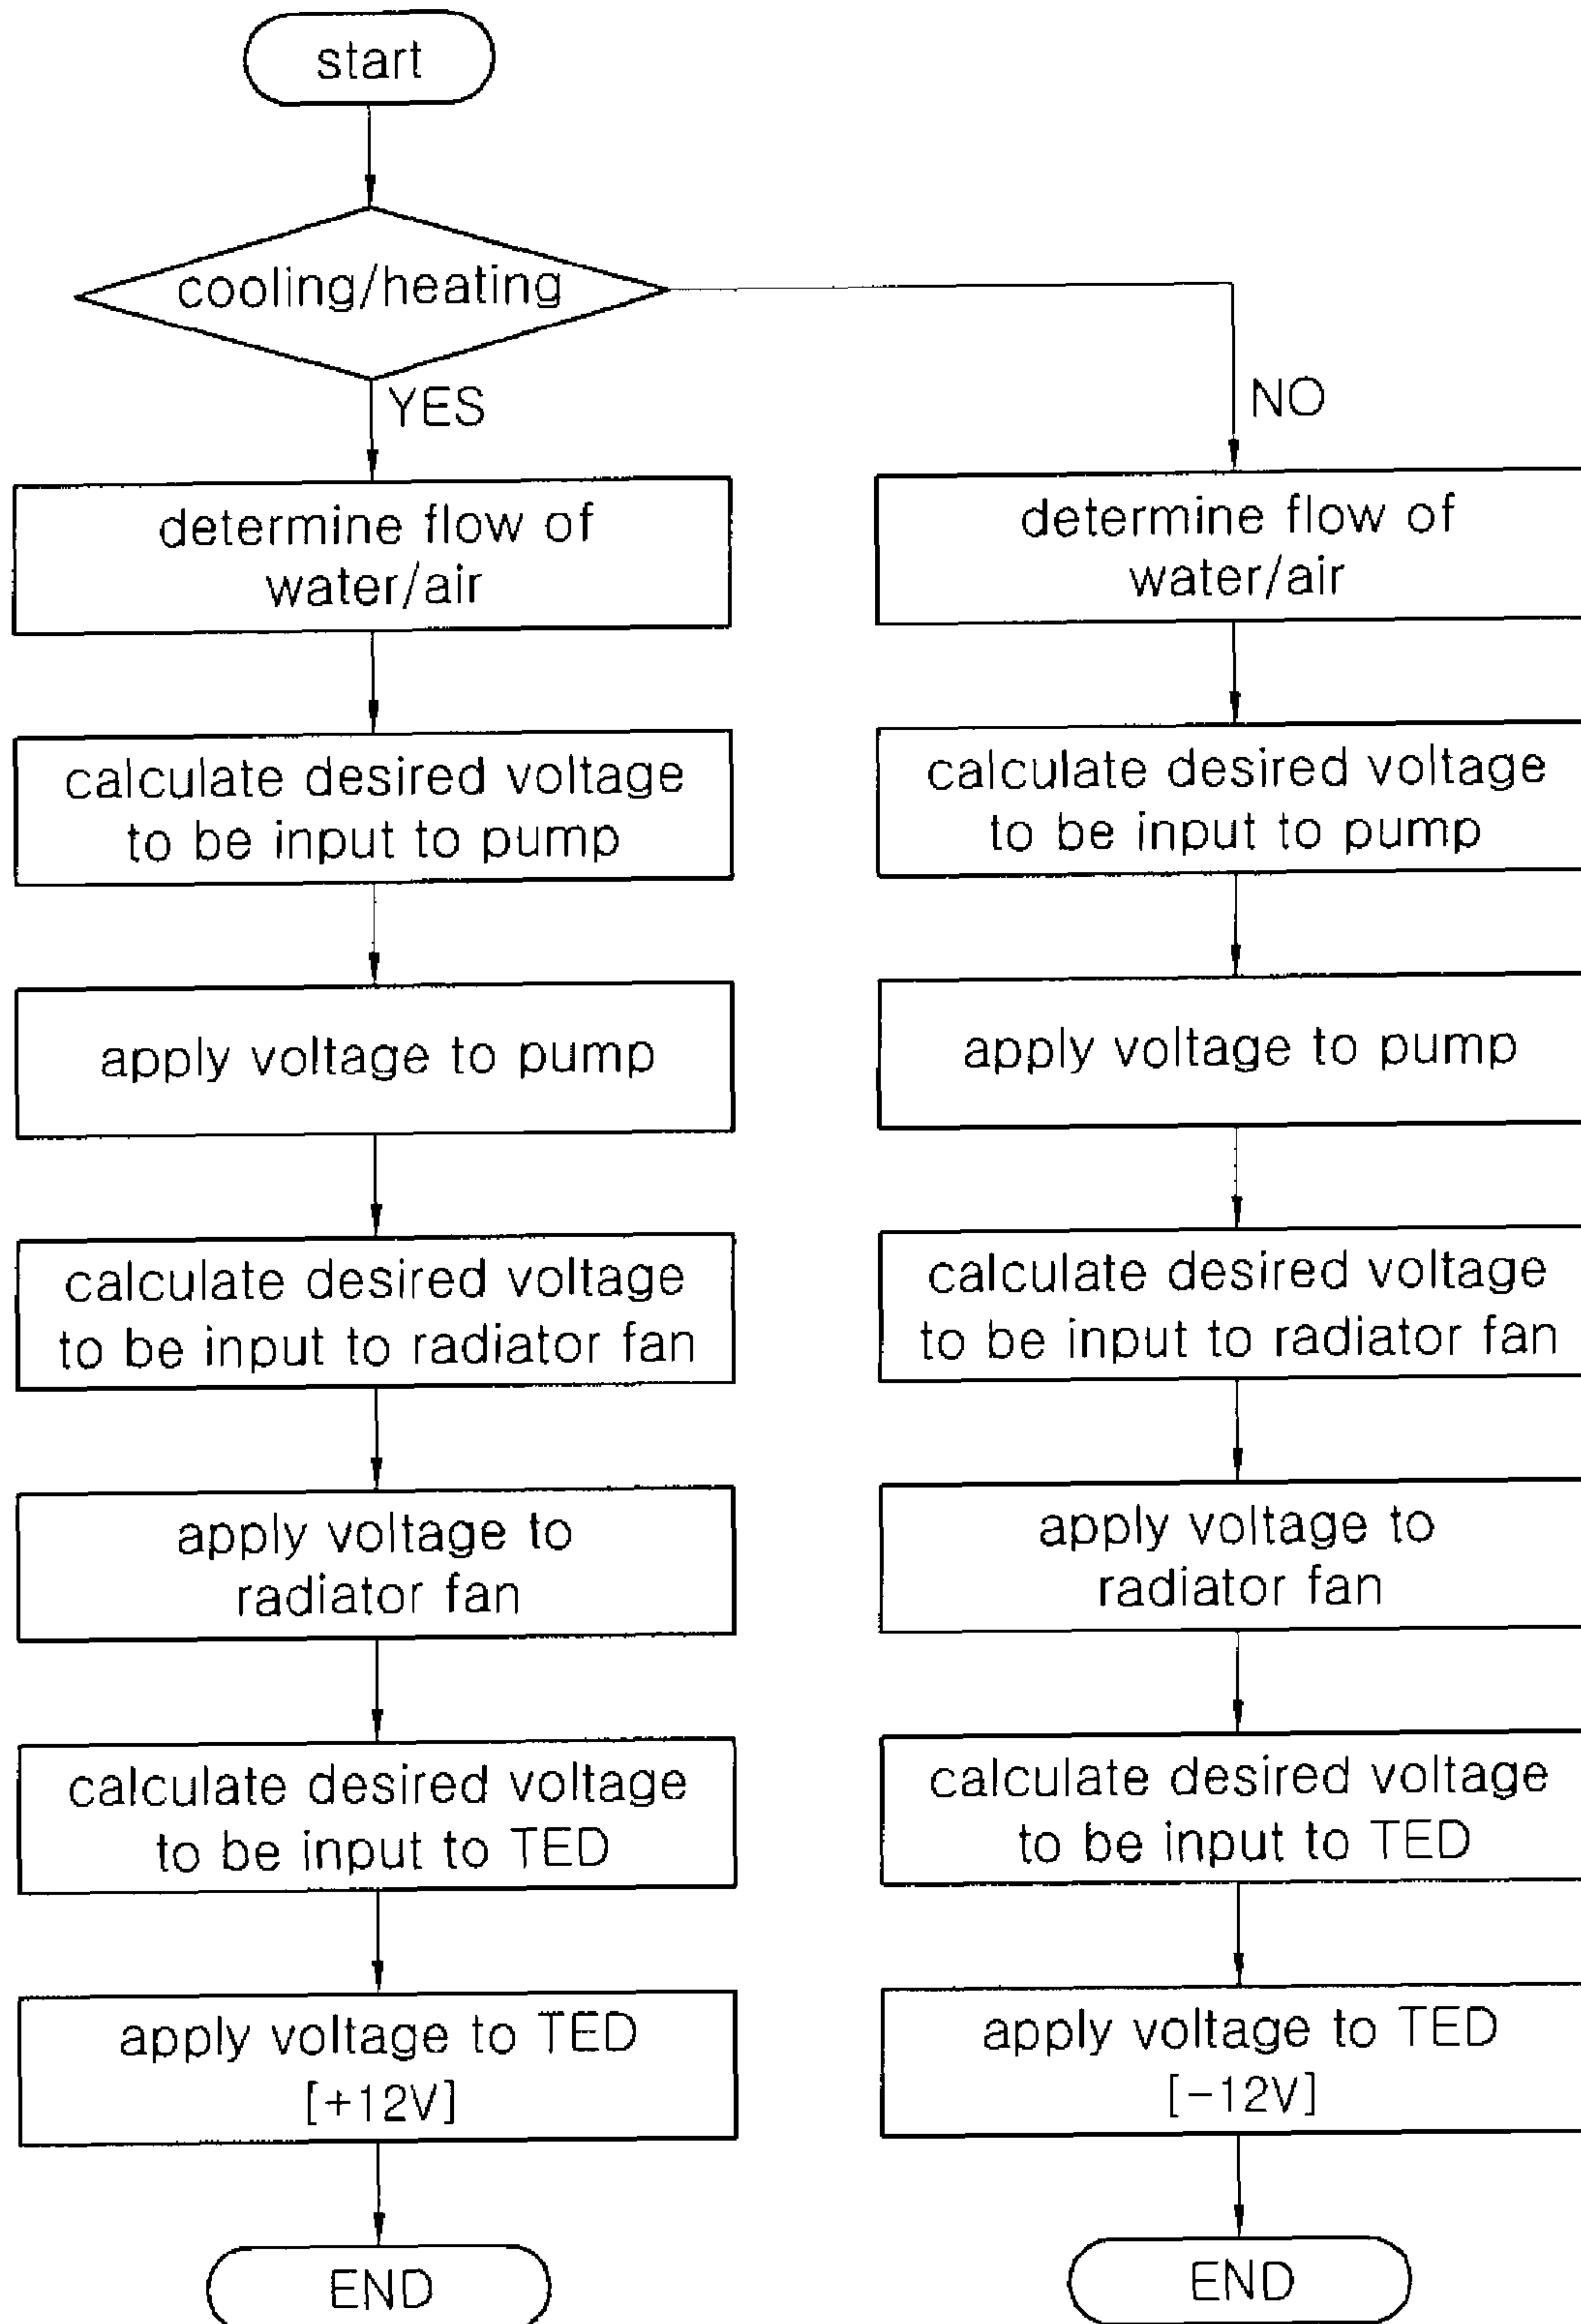 start
cooling/heating
YES
NO
determine flow of
water/air
calculate desired voltage
to be input to pump
apply voltage to pump
calculate desired voltage
to be input to radiator fan
apply voltage to
radiator fan
calculate desired voltage
to be input to TED
apply voltage to TED
[+12V]
END
determine flow of
water/air
calculate desired voltage
to be input to pump
apply voltage to pump
calculate desired voltage
to be input to radiator fan
apply voltage to
radiator fan
calculate desired voltage
to be input to TED
apply voltage to TED
[-12V]
END